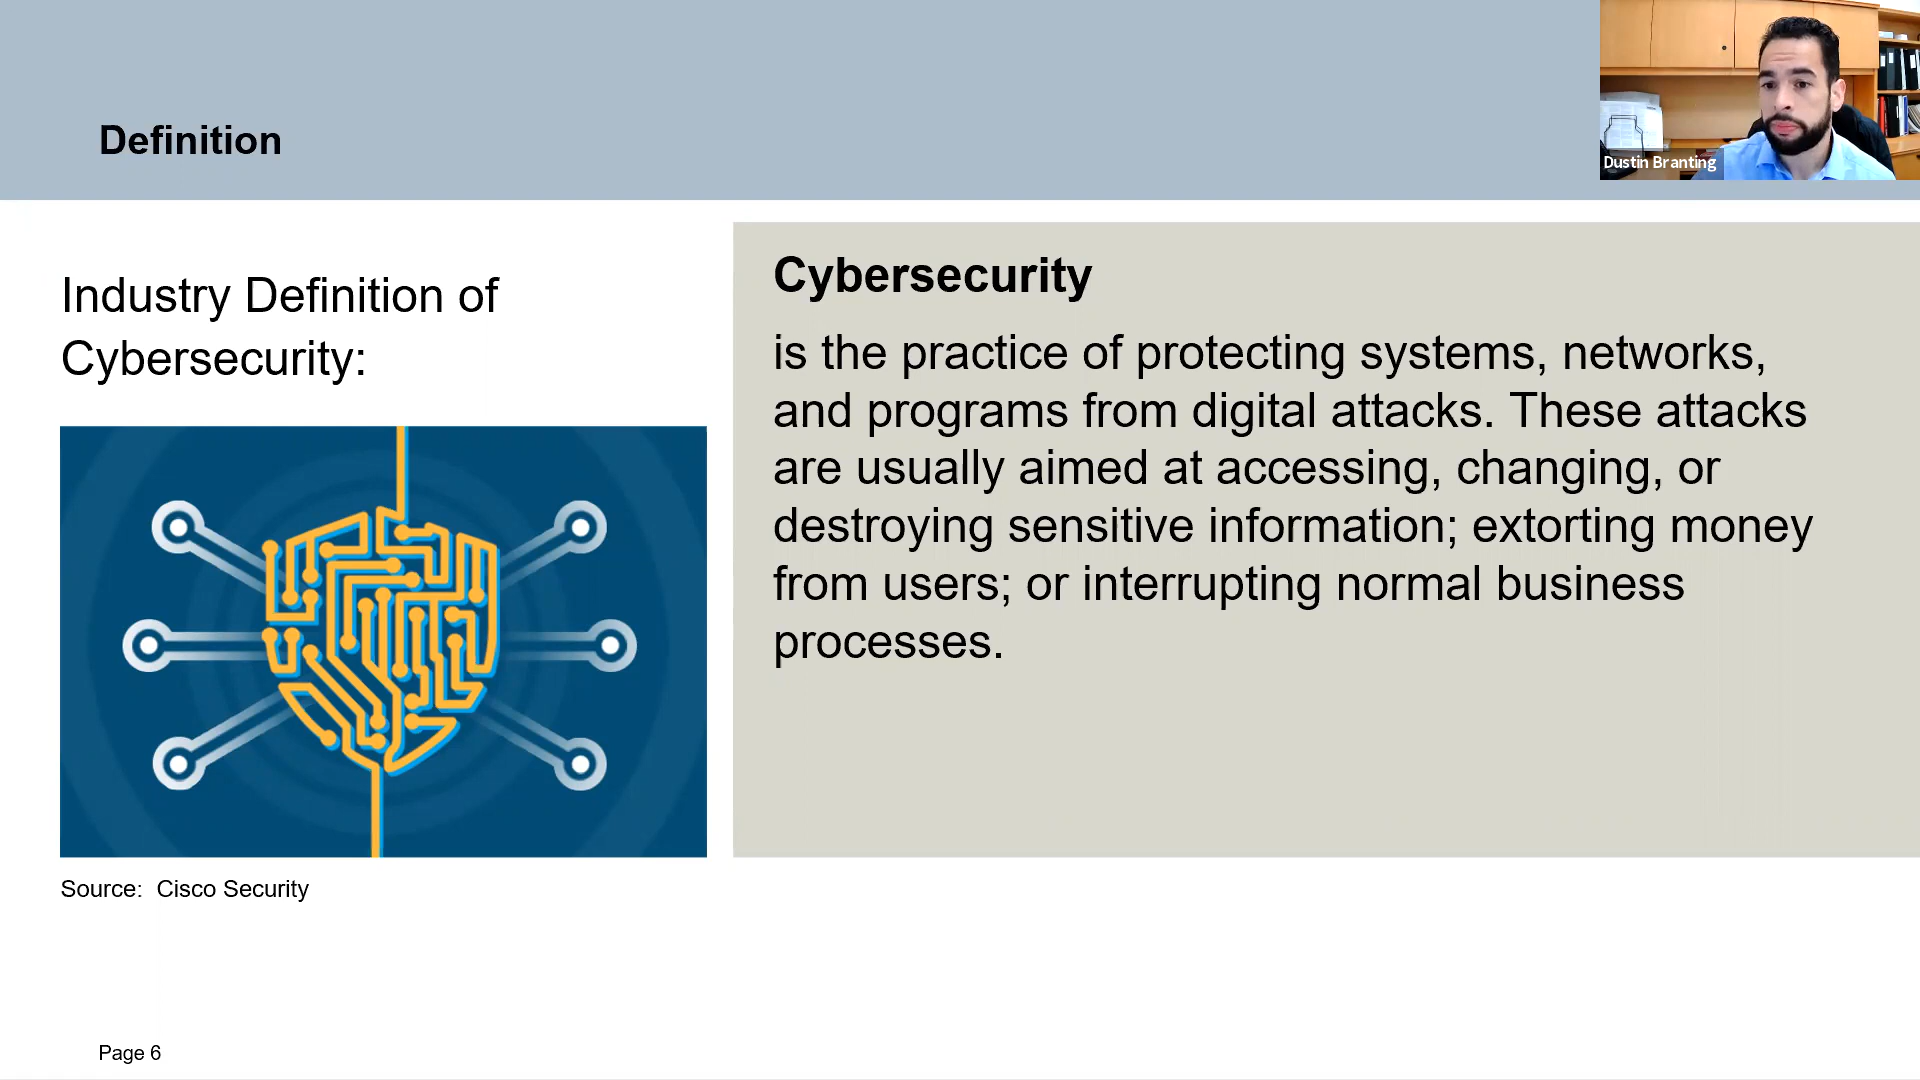 Definition
Dustin Branting
Industry Definition of
Cybersecurity:
Cybersecurity
is the practice of protecting systems, networks,
and programs from digital attacks. These attacks
are usually aimed at accessing, changing, or
destroying sensitive information; extorting money
from users; or interrupting normal business
processes.
Source:  Cisco Security
Page 6